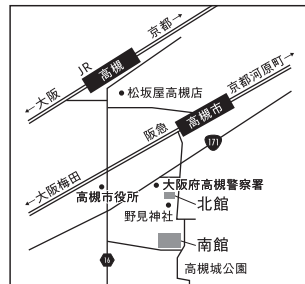 京都→
JR
高槻
←大阪
松坂屋高槻店
京都河原町→
高槻市
阪急
171
←大阪梅田
高槻市役所
大阪府高槻警察署
北館
野見神社
南館
16
高槻城公園